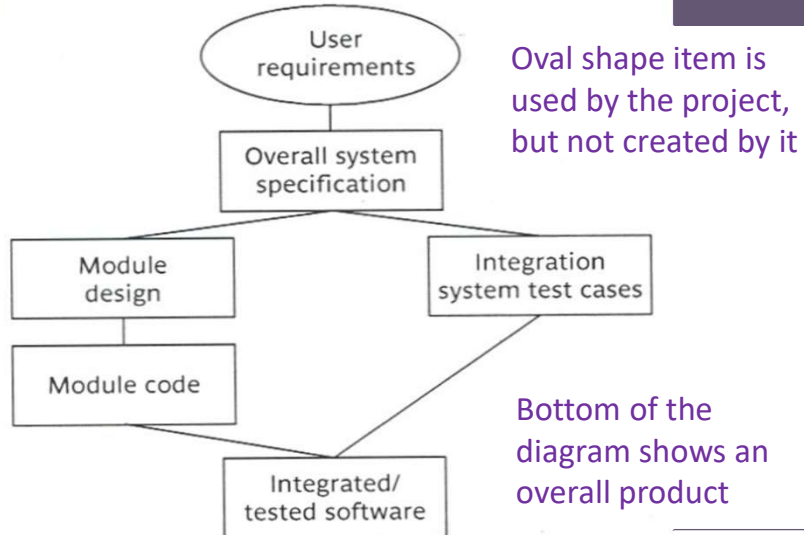 User
requirements
Oval shape item is
used by the project,
but not created by it
Overall system
specification
Module
design
Integration
system test cases
Module code
Bottom of the
diagram shows an
overall product
Integrated/
tested software